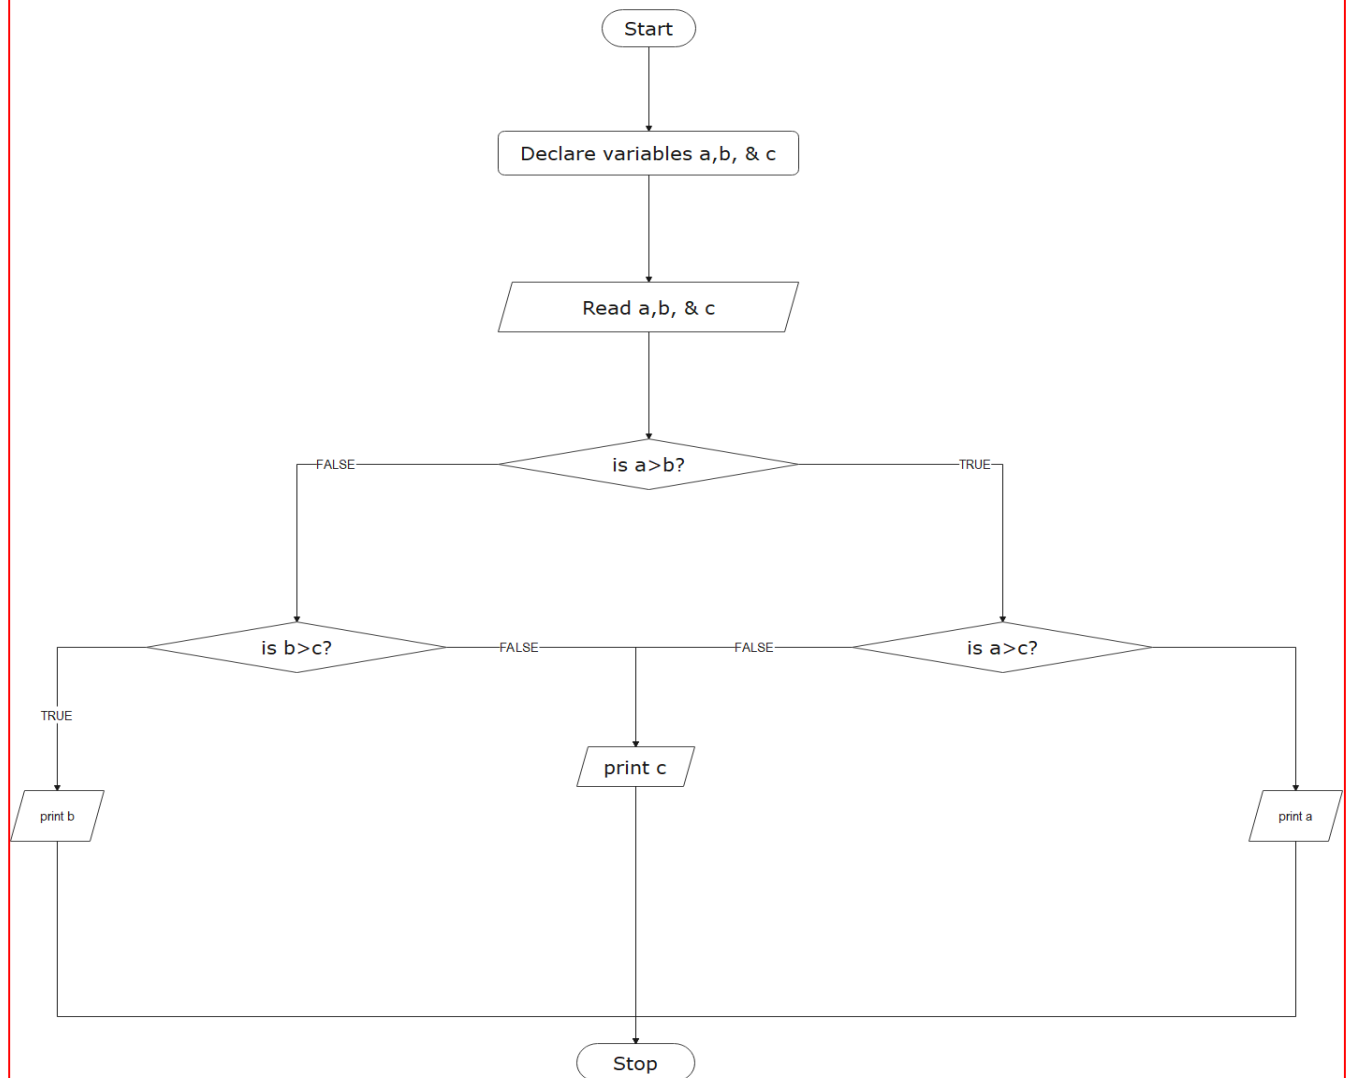 Start
Declare variables a,b, & c
Read a,b, & c
is a>b?
FALSE
TRUE
is b>c?
FALSE
FALSE
is a>c?
TRUE
print c
print b
print a
Stop